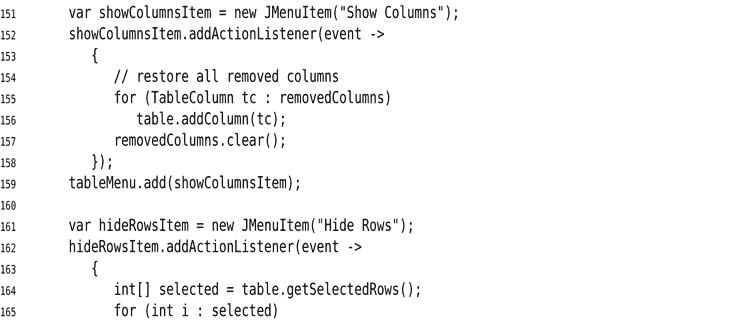 151 var showColumnsItem = new JMenuItem("Show Columns");
152 showColumnsItem.addActionListener(event ->
153 {
154 // restore all removed columns
155 for (TableColumn tc : removedColumns)
156 table.addColumn(tc);
157 removedColumns.clear();
158 });
159 tableMenu.add(showColumnsItem);
160
161 var hideRowsItem = new JMenuItem("Hide Rows");
162 hideRowsItem.addActionListener(event ->
163 {
164 int[] selected = table.getSelectedRows();
165 for (int i : selected)